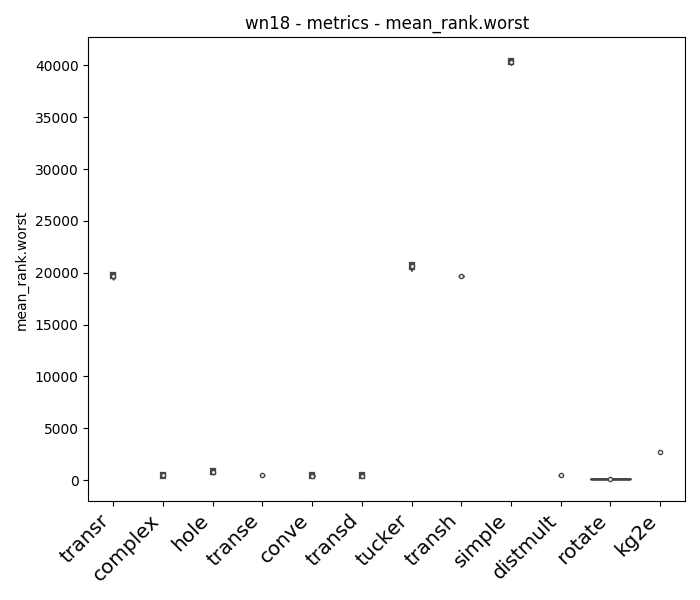 wn18 - metrics - mean_rank.worst
mean_rank.worst
40000
35000
30000
25000
20000
15000
10000
5000
0
transr
complex
hole
transe
conve
transd
tucker
transh
simple
distmult
rotate
kg2e